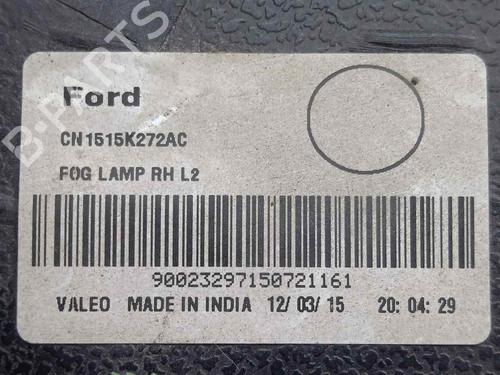 B-PARTS
Ford
CN1515K272AC
FOG LAMP RH L2
90023297150721161
VALEO MADE IN INDIA 12/ 03/ 15 20: 04: 29